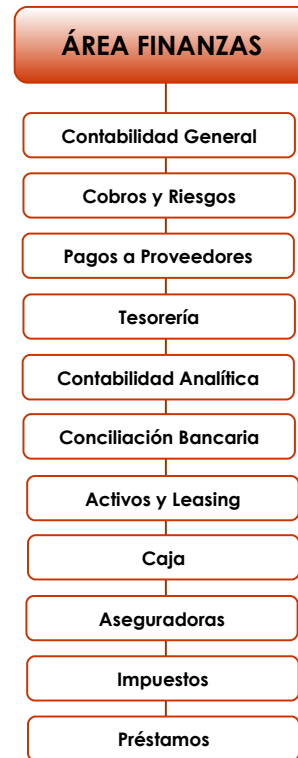 ÁREA FINANZAS
Contabilidad General
Cobros y Riesgos
Pagos a Proveedores
Tesorería
Contabilidad Analítica
Conciliación Bancaria
Activos y Leasing
Caja
Aseguradoras
Impuestos
Préstamos